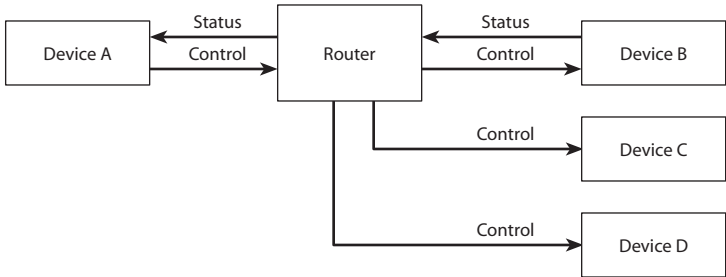 Status
Status
Device A
Control
Router
Control
Device B
Control
Device C
Control
Device D